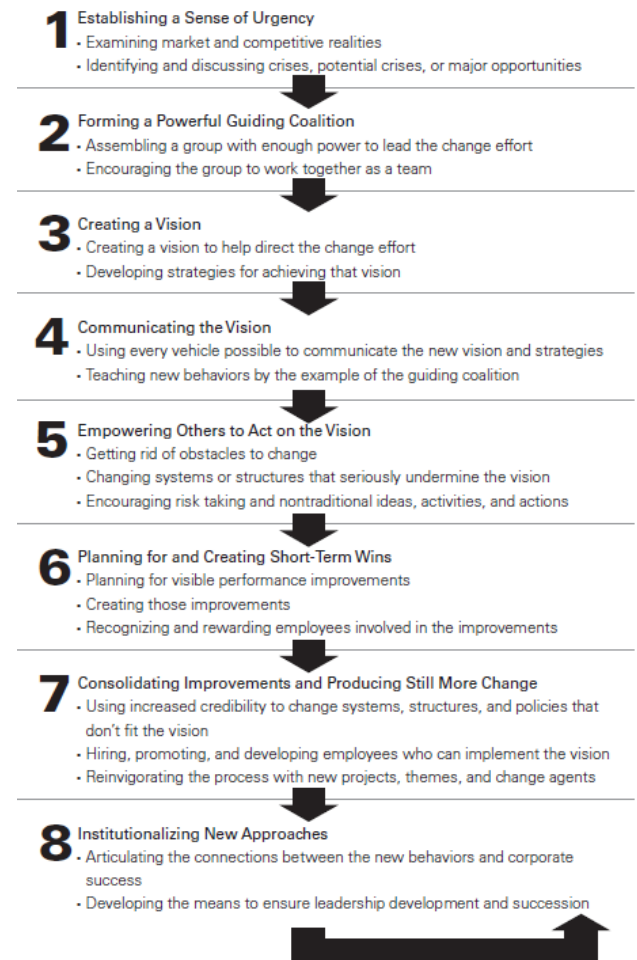 1 Establishing a Sense of Urgency
• Examining market and competitive realities
• Identifying and discussing crises, potential crises, or major opportunities
2 Forming a Powerful Guiding Coalition
• Assembling a group with enough power to lead the change effort
• Encouraging the group to work together as a team
3 Creating a Vision
• Creating a vision to help direct the change effort
• Developing strategies for achieving that vision
4 Communicating the Vision
• Using every vehicle possible to communicate the new vision and strategies
• Teaching new behaviors by the example of the guiding coalition
5 Empowering Others to Act on the Vision
• Getting rid of obstacles to change
• Changing systems or structures that seriously undermine the vision
• Encouraging risk taking and nontraditional ideas, activities, and actions
6 Planning for and Creating Short-Term Wins
• Planning for visible performance improvements
• Creating those improvements
• Recognizing and rewarding employees involved in the improvements
7 Consolidating Improvements and Producing Still More Change
• Using increased credibility to change systems, structures, and policies that
don't fit the vision
• Hiring, promoting, and developing employees who can implement the vision
• Reinvigorating the process with new projects, themes, and change agents
8 Institutionalizing New Approaches
• Articulating the connections between the new behaviors and corporate
success
• Developing the means to ensure leadership development and succession